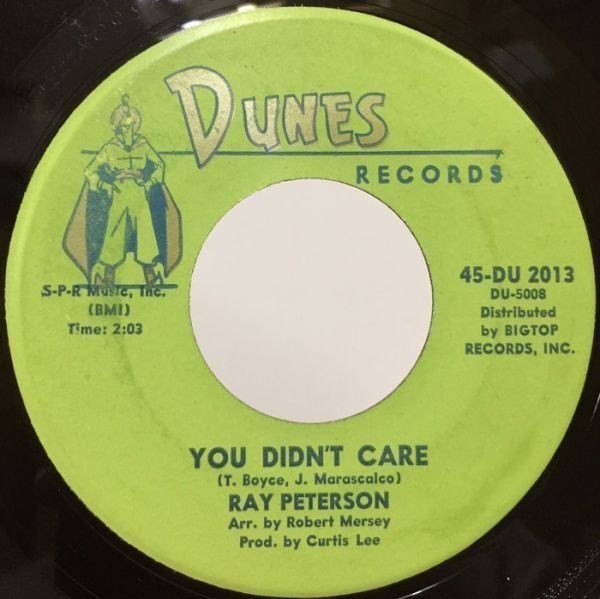 DUNES
RECORDS
S-P-R Music, Inc.
(BMI)
Time: 2:03
45-DU 2013
DU-5008
Distributed
by BIGTOP
RECORDS, INC.
YOU DIDN'T CARE
(T. Boyce, J. Marascalco)
RAY PETERSON
Arr. by Robert Mersey
Prod. by Curtis Lee